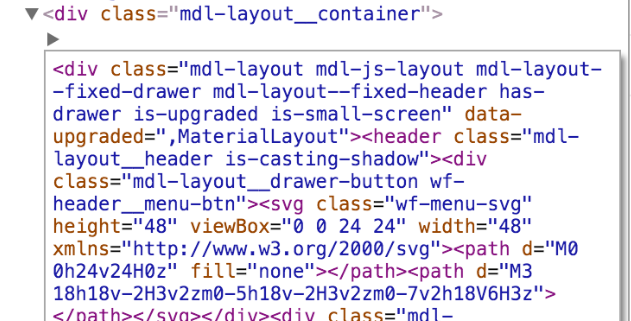 <div class="mdl-layout__container">
<div class="mdl-layout mdl-js-layout mdl-layout-
-fixed-drawer mdl-layout--fixed-header has-
drawer is-upgraded is-small-screen" data-
upgraded=",MaterialLayout"><header class="mdl-
layout__header is-casting-shadow"><div
class="mdl-layout__drawer-button wf-
header__menu-btn"><svg class="wf-menu-svg"
height="48" viewBox="0 0 24 24" width="48"
xmlns="http://www.w3.org/2000/svg"><path d="M0
0h24v24H0z" fill="none"></path><path d="M3
18h18v-2H3v2zm0-5h18v-2H3v2zm0-7v2h18V6H3z">
</path></svg></div><div class="mdl-